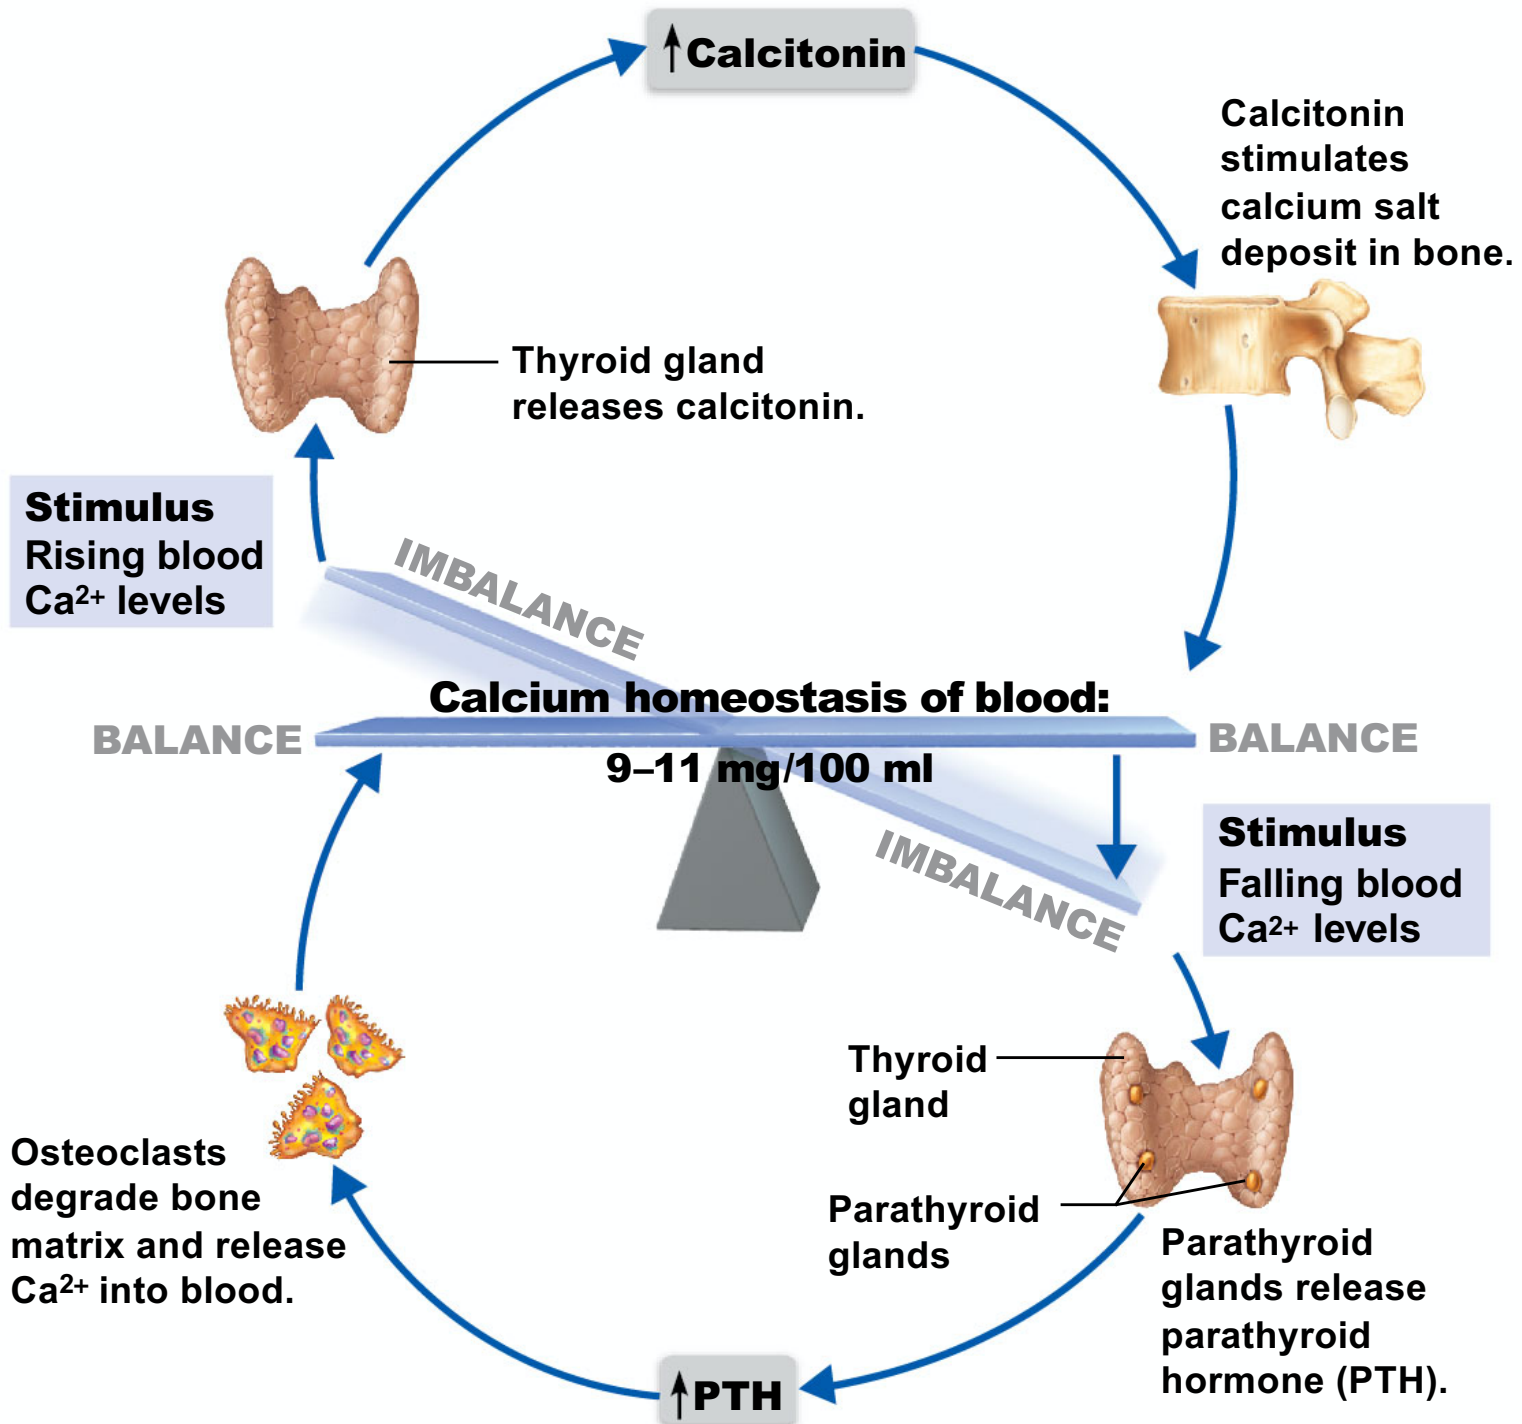 Calcitonin
Calcitonin
stimulates
calcium salt
deposit in bone.
Thyroid gland
releases calcitonin.
Stimulus
Rising blood
Ca²⁺ levels
IMBALANCE
Calcium homeostasis of blood:
9–11 mg/100 ml
BALANCE
BALANCE
IMBALANCE
Stimulus
Falling blood
Ca²⁺ levels
Thyroid
gland
Parathyroid
glands
Parathyroid
glands release
parathyroid
hormone (PTH).
Osteoclasts
degrade bone
matrix and release
Ca²⁺ into blood.
PTH